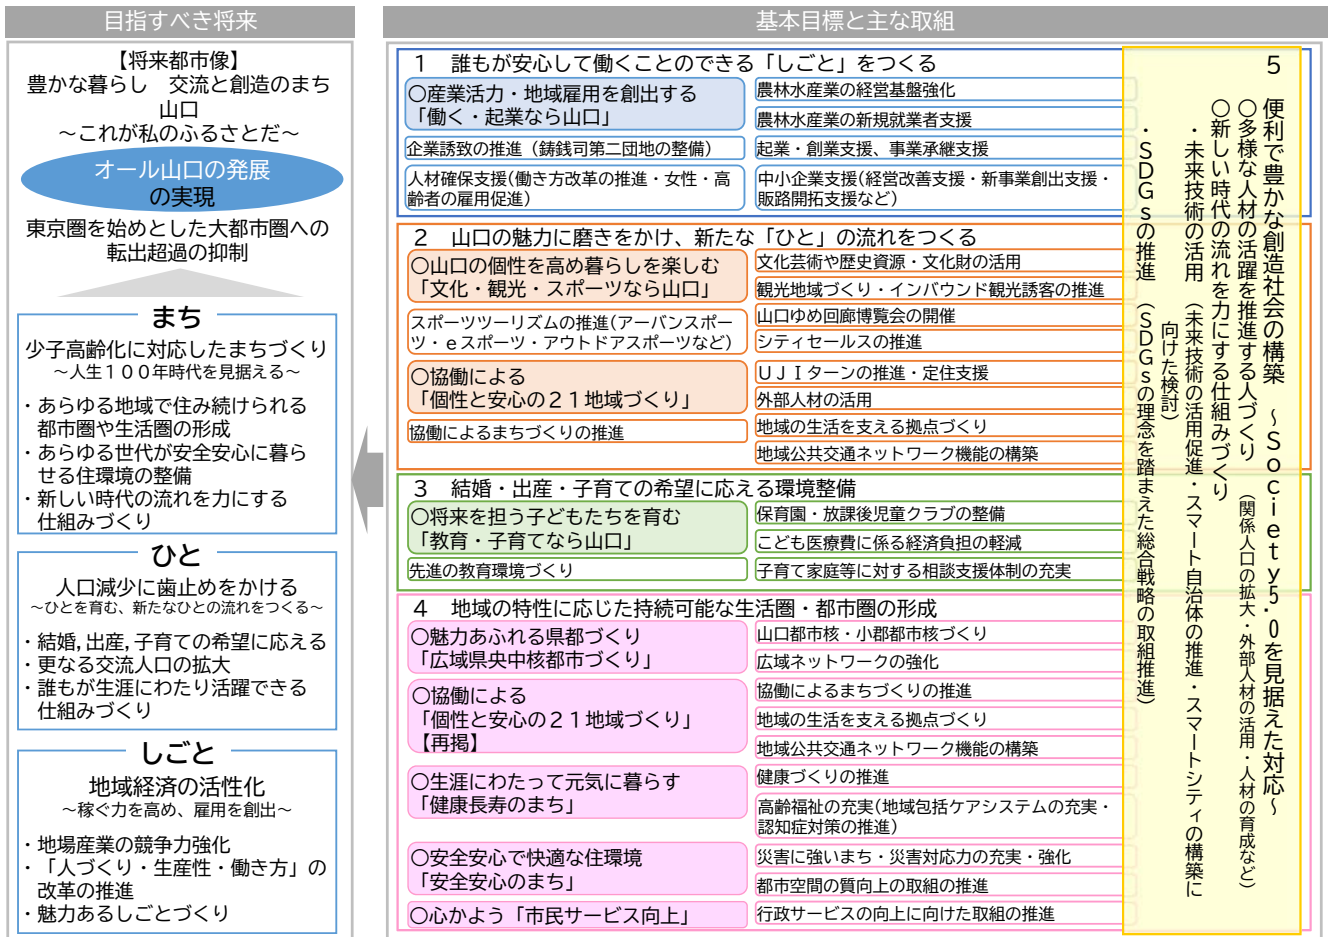 目指すべき将来
【将来都市像】
豊かな暮らし　交流と創造のまち
山口
～これが私のふるさとだ～
オール山口の発展
の実現
東京圏を始めとした大都市圏への
転出超過の抑制
まち
少子高齢化に対応したまちづくり
～人生１００年時代を見据える～
・あらゆる地域で住み続けられる
都市圏や生活圏の形成
・あらゆる世代が安全安心に暮ら
せる住環境の整備
・新しい時代の流れを力にする
仕組みづくり
ひと
人口減少に歯止めをかける
～ひとを育む、新たなひとの流れをつくる～
・結婚,出産,子育ての希望に応える
・更なる交流人口の拡大
・誰もが生涯にわたり活躍できる
仕組みづくり
しごと
地域経済の活性化
～稼ぐ力を高め、雇用を創出～
・地場産業の競争力強化
・「人づくり・生産性・働き方」の
改革の推進
・魅力あるしごとづくり
基本目標と主な取組
１　誰もが安心して働くことのできる「しごと」をつくる
〇産業活力・地域雇用を創出する
「働く・起業なら山口」
企業誘致の推進（鋳銭司第二団地の整備）
人材確保支援(働き方改革の推進・女性・高
齢者の雇用促進)
農林水産業の経営基盤強化
農林水産業の新規就業者支援
起業・創業支援、事業承継支援
中小企業支援(経営改善支援・新事業創出支援・
販路開拓支援など)
２　山口の魅力に磨きをかけ、新たな「ひと」の流れをつくる
〇山口の個性を高め暮らしを楽しむ
「文化・観光・スポーツなら山口」
スポーツツーリズムの推進(アーバンスポー
ツ・ｅスポーツ・アウトドアスポーツなど)
〇協働による
「個性と安心の２１地域づくり」
協働によるまちづくりの推進
文化芸術や歴史資源・文化財の活用
観光地域づくり・インバウンド観光誘客の推進
山口ゆめ回廊博覧会の開催
シティセールスの推進
ＵＪＩターンの推進・定住支援
外部人材の活用
地域の生活を支える拠点づくり
地域公共交通ネットワーク機能の構築
３　結婚・出産・子育ての希望に応える環境整備
〇将来を担う子どもたちを育む
「教育・子育てなら山口」
先進の教育環境づくり
保育園・放課後児童クラブの整備
こども医療費に係る経済負担の軽減
子育て家庭等に対する相談支援体制の充実
４　地域の特性に応じた持続可能な生活圏・都市圏の形成
〇魅力あふれる県都づくり
「広域県央中核都市づくり」
〇協働による
「個性と安心の２１地域づくり」
【再掲】
〇生涯にわたって元気に暮らす
「健康長寿のまち」
〇安全安心で快適な住環境
「安全安心のまち」
〇心かよう「市民サービス向上」
山口都市核・小郡都市核づくり
広域ネットワークの強化
協働によるまちづくりの推進
地域の生活を支える拠点づくり
地域公共交通ネットワーク機能の構築
健康づくりの推進
高齢福祉の充実(地域包括ケアシステムの充実・
認知症対策の推進)
災害に強いまち・災害対応力の充実・強化
都市空間の質向上の取組の推進
行政サービスの向上に向けた取組の推進
５　便利で豊かな創造社会の構築　～Ｓｏｃｉｅｔｙ５.０を見据えた対応～
〇多様な人材の活躍を推進する人づくり（関係人口の拡大・外部人材の活用・人材の育成など）
〇新しい時代の流れを力にする仕組みづくり
・未来技術の活用（未来技術の活用促進・スマート自治体の推進・スマートシティの構築に
向けた検討）
・ＳＤＧｓの推進（ＳＤＧｓの理念を踏まえた総合戦略の取組推進）